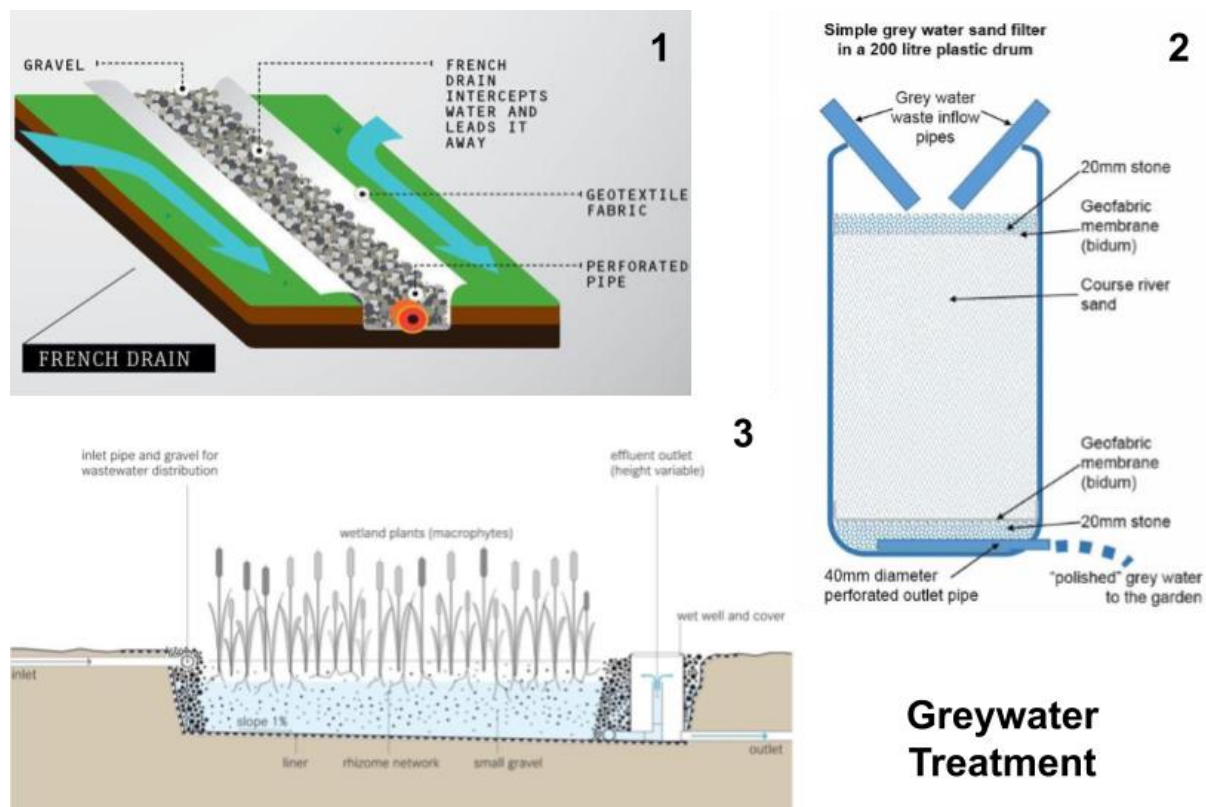 1
GRAVEL
FRENCH
DRAIN
INTERCEPTS
WATER AND
LEADS IT
AWAY
GEOTEXTILE
FABRIC
PERFORATED
PIPE
FRENCH DRAIN
Simple grey water sand filter
in a 200 litre plastic drum
2
Grey water
waste inflow
pipes
20mm stone
Geofabric
membrane
(bidum)
Course river
sand
Geofabric
membrane
(bidum)
20mm stone
40mm diameter
perforated outlet pipe
"polished" grey water
to the garden
3
inlet pipe and gravel for
wastewater distribution
effluent outlet
(height variable)
wetland plants (macrophytes)
wet well and cover
inlet
slope 1%
liner
rhizome network
small gravel
outlet
Greywater
Treatment